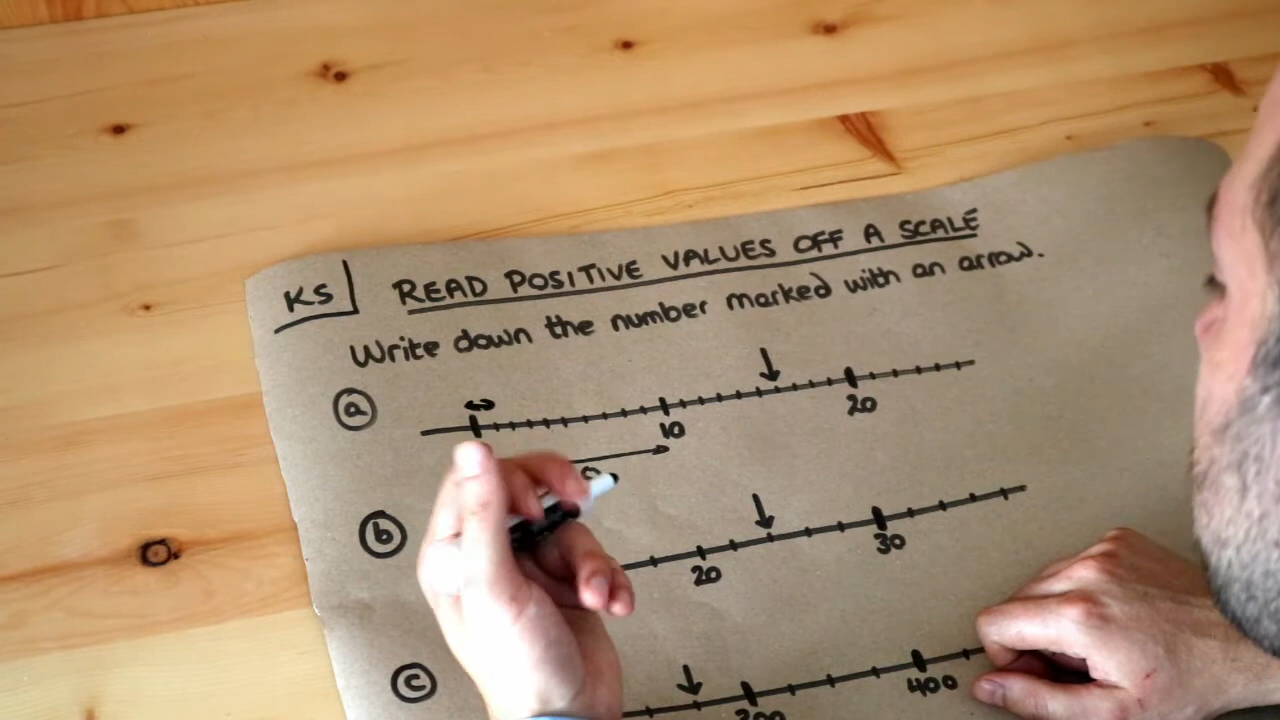 KS
READ POSITIVE VALUES OFF A SCALE
Write down the number marked with an arrow.
a
10
20
b
20
30
c
400